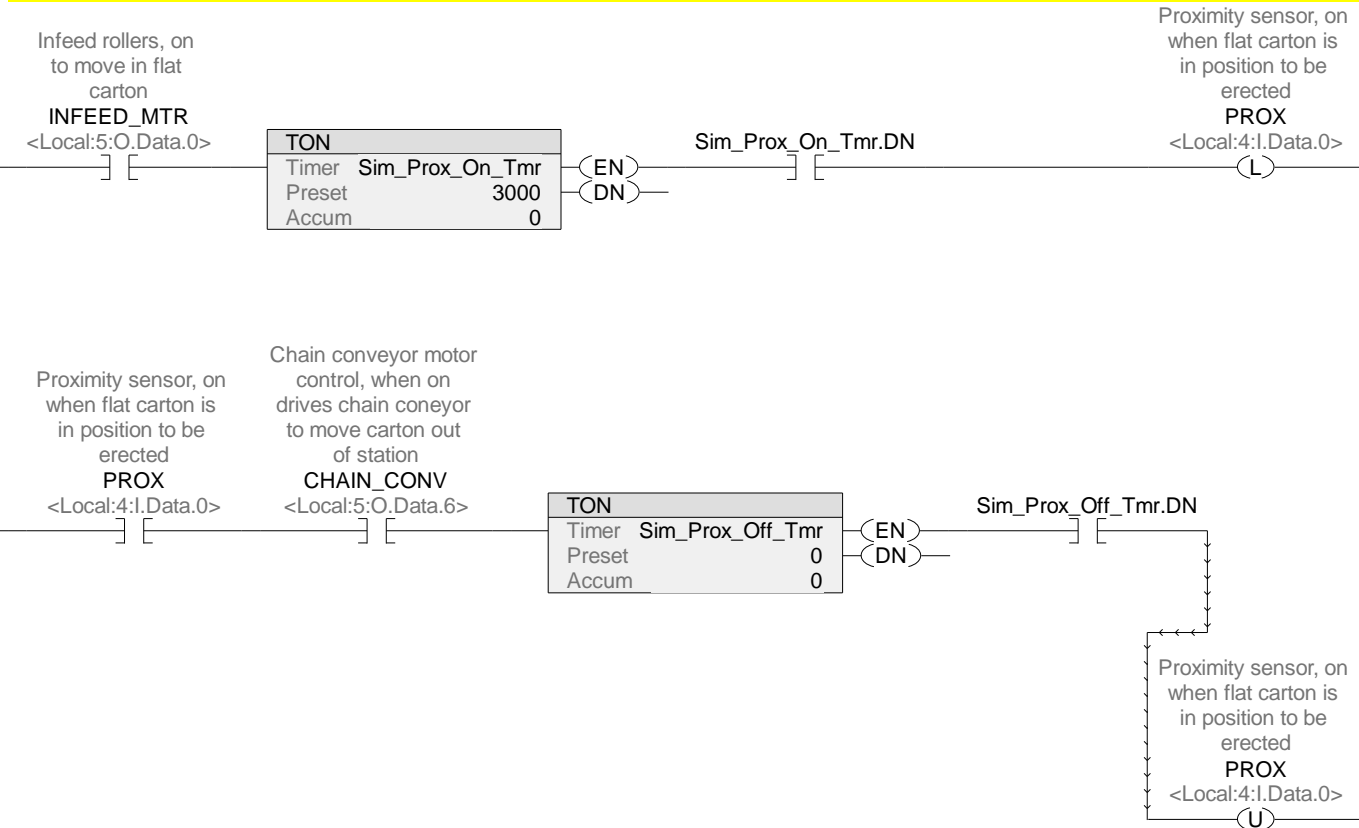 Infeed rollers, on
to move in flat
carton
INFEED_MTR
<Local:5:O.Data.0>
TON
Timer Sim_Prox_On_Tmr
Preset 3000
Accum 0
EN
DN
Sim_Prox_On_Tmr.DN
Proximity sensor, on
when flat carton is
in position to be
erected
PROX
<Local:4:I.Data.0>
L
Proximity sensor, on
when flat carton is
in position to be
erected
PROX
<Local:4:I.Data.0>
Chain conveyor motor
control, when on
drives chain coneyor
to move carton out
of station
CHAIN_CONV
<Local:5:O.Data.6>
TON
Timer Sim_Prox_Off_Tmr
Preset 0
Accum 0
EN
DN
Sim_Prox_Off_Tmr.DN
Proximity sensor, on
when flat carton is
in position to be
erected
PROX
<Local:4:I.Data.0>
U